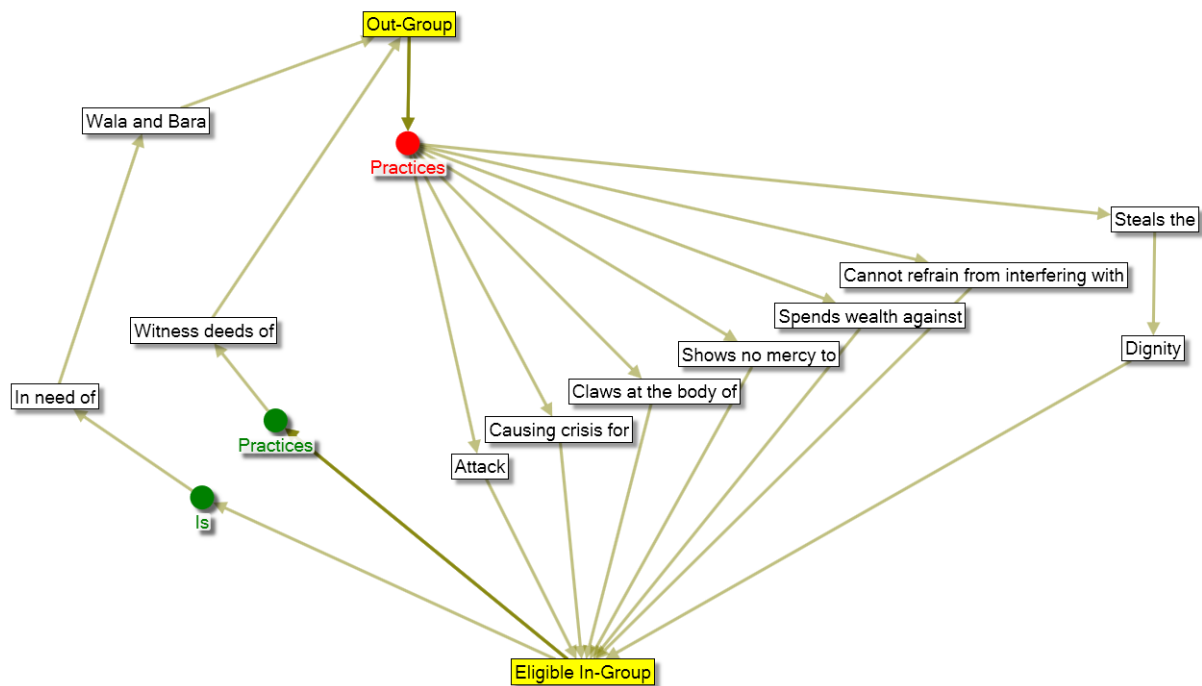 Out-Group
Wala and Bara
Practices
Steals the
Cannot refrain from interfering with
Spends wealth against
Witness deeds of
Shows no mercy to
Dignity
Claws at the body of
In need of
Causing crisis for
Practices
Attack
Is
Eligible In-Group